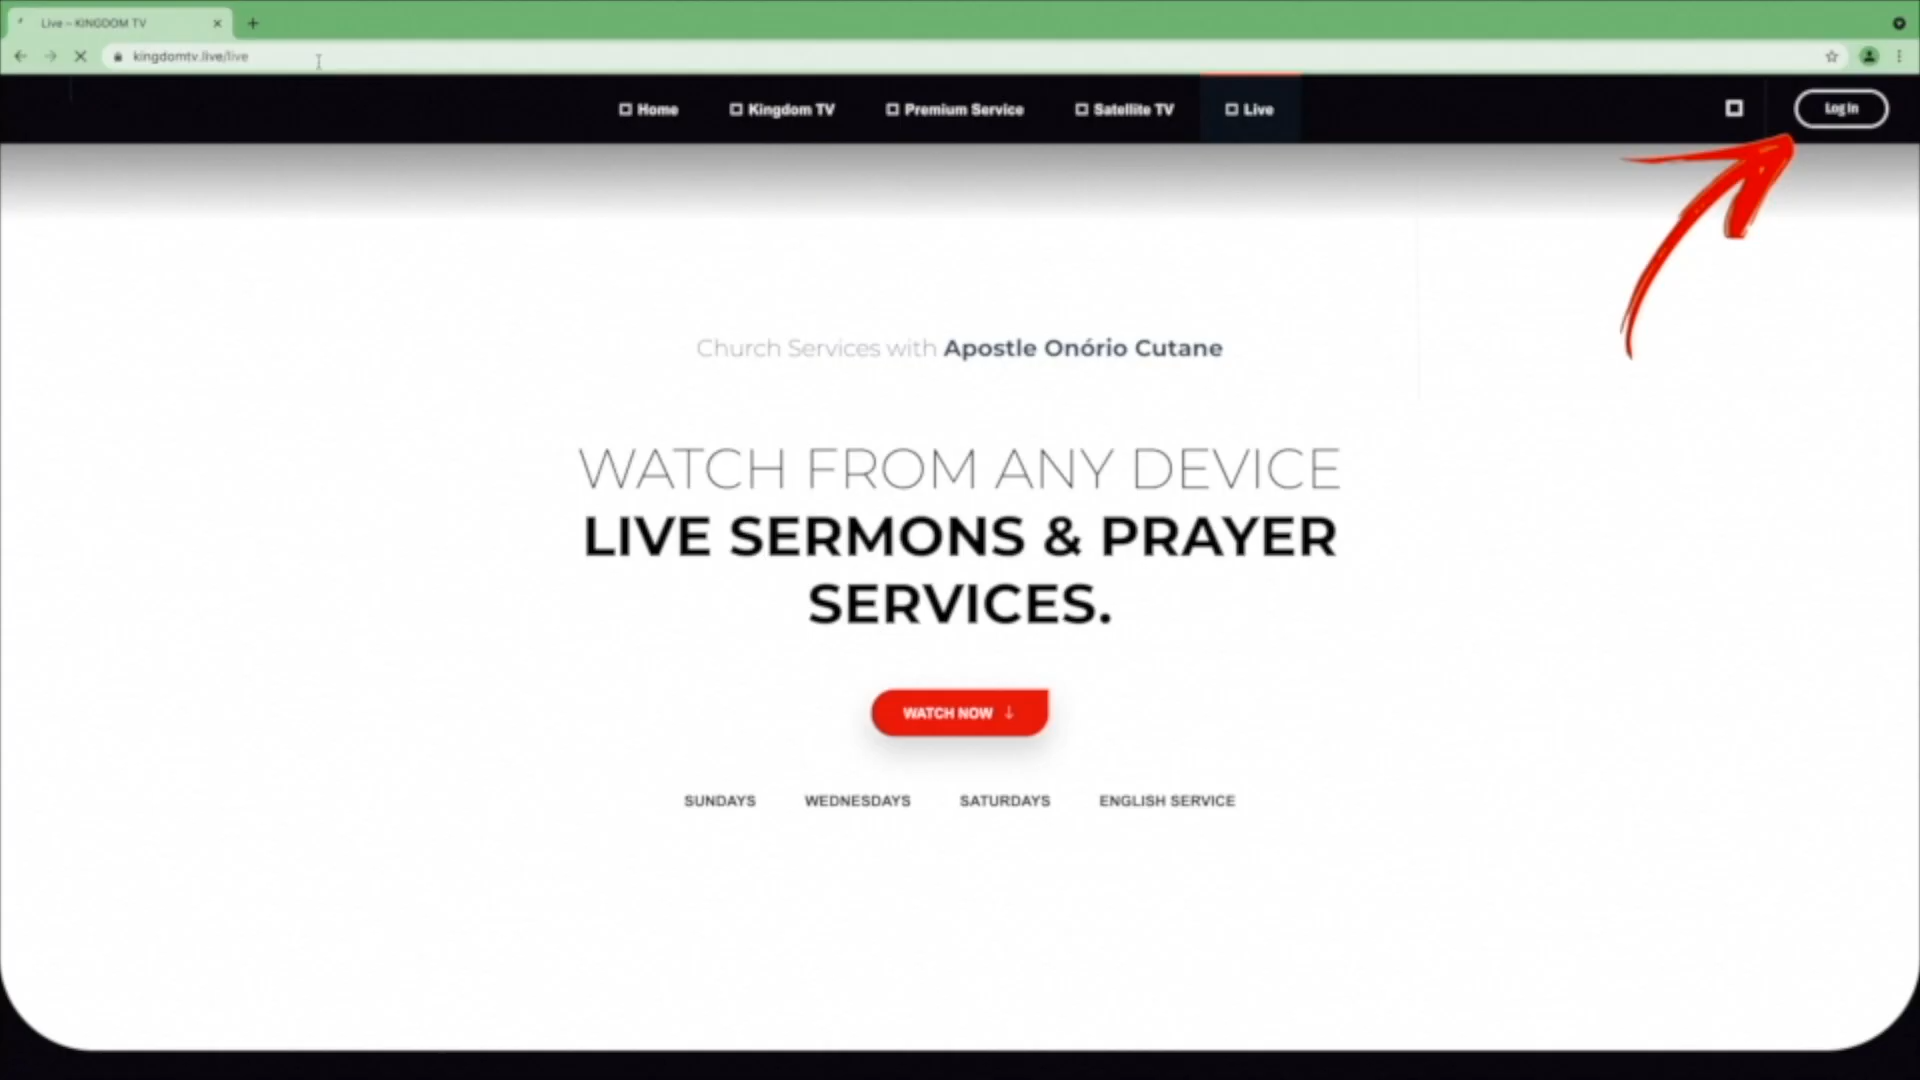 Live – KINGDOM TV
kingdomtv.live/live
Home Kingdom TV Premium Service Satellite TV Live Log In
Church Services with Apostle Onório Cutane
WATCH FROM ANY DEVICE
LIVE SERMONS & PRAYER
SERVICES.
WATCH NOW ↓
SUNDAYS WEDNESDAYS SATURDAYS ENGLISH SERVICE